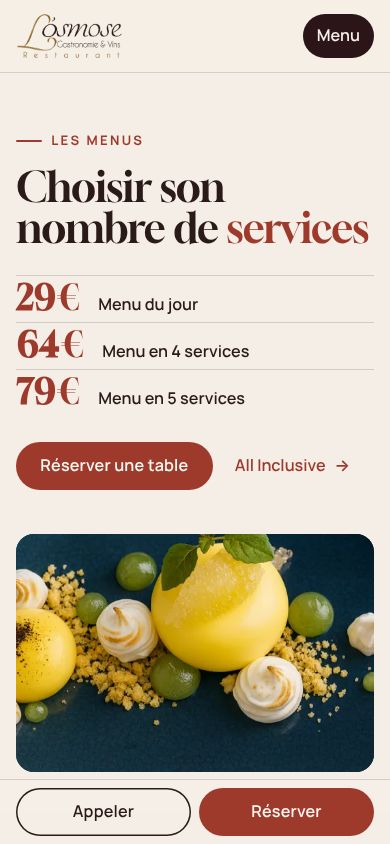 L'osmose
Gastronomie & Vins
Restaurant
Menu
LES MENUS
Choisir son
nombre de services
29€ Menu du jour
64€ Menu en 4 services
79€ Menu en 5 services
Réserver une table All Inclusive →
Appeler Réserver